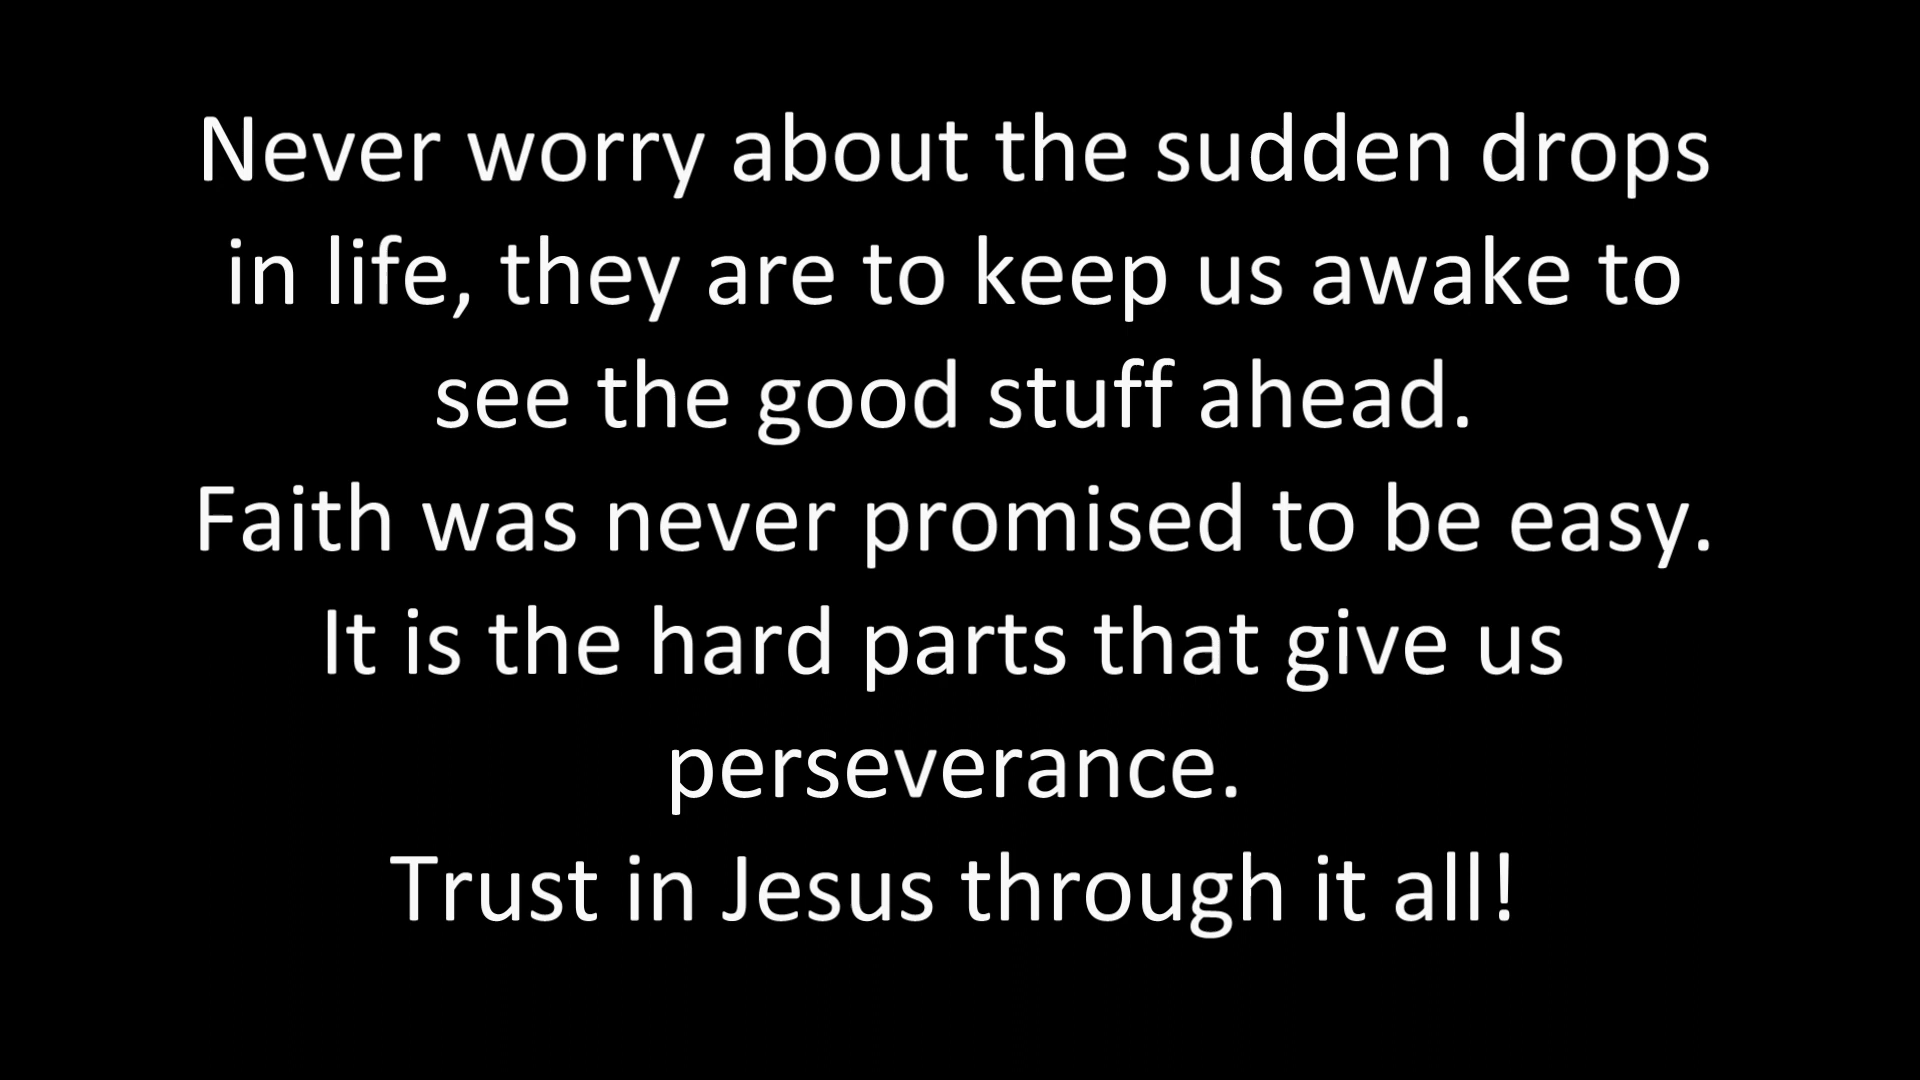 Never worry about the sudden drops
in life, they are to keep us awake to
see the good stuff ahead.
Faith was never promised to be easy.
It is the hard parts that give us
perseverance.
Trust in Jesus through it all!